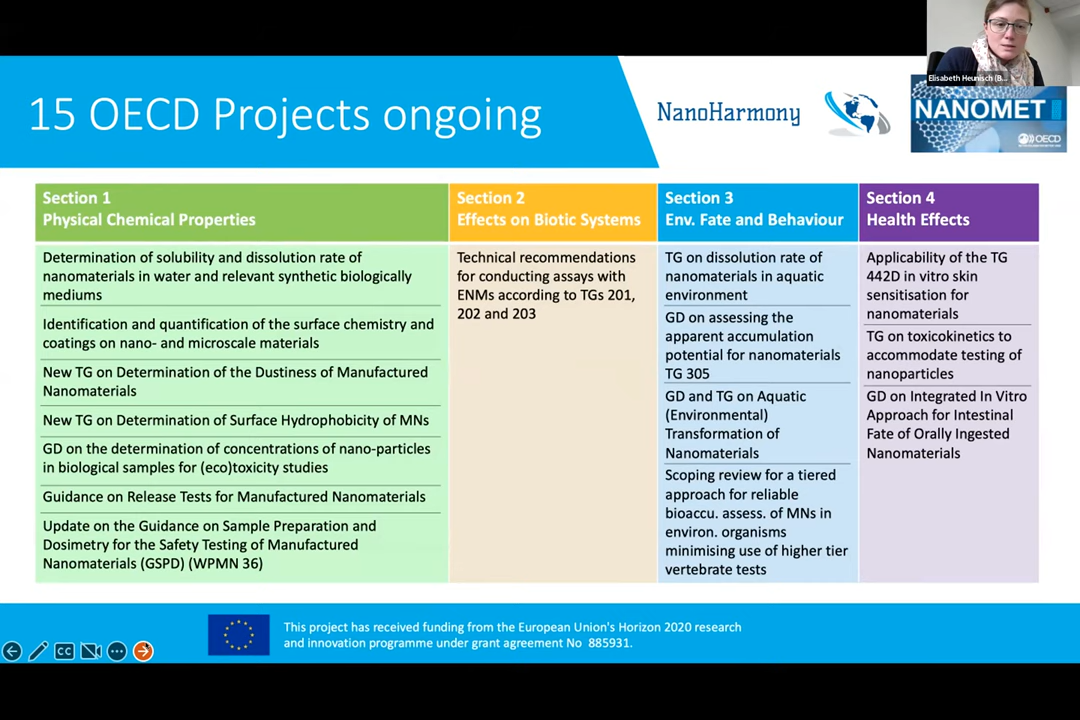 Elisabeth Heunisch (B...
15 OECD Projects ongoing
NanoHarmony
NANOMET
OECD
Section 1
Physical Chemical Properties
Determination of solubility and dissolution rate of
nanomaterials in water and relevant synthetic biologically
mediums
Identification and quantification of the surface chemistry and
coatings on nano- and microscale materials
New TG on Determination of the Dustiness of Manufactured
Nanomaterials
New TG on Determination of Surface Hydrophobicity of MNs
GD on the determination of concentrations of nano-particles
in biological samples for (eco)toxicity studies
Guidance on Release Tests for Manufactured Nanomaterials
Update on the Guidance on Sample Preparation and
Dosimetry for the Safety Testing of Manufactured
Nanomaterials (GSPD) (WPMN 36)
Section 2
Effects on Biotic Systems
Technical recommendations
for conducting assays with
ENMs according to TGs 201,
202 and 203
Section 3
Env. Fate and Behaviour
TG on dissolution rate of
nanomaterials in aquatic
environment
GD on assessing the
apparent accumulation
potential for nanomaterials
TG 305
GD and TG on Aquatic
(Environmental)
Transformation of
Nanomaterials
Scoping review for a tiered
approach for reliable
bioaccu. assess. of MNs in
environ. organisms
minimising use of higher tier
vertebrate tests
Section 4
Health Effects
Applicability of the TG
442D in vitro skin
sensitisation for
nanomaterials
TG on toxicokinetics to
accommodate testing of
nanoparticles
GD on Integrated In Vitro
Approach for Intestinal
Fate of Orally Ingested
Nanomaterials
This project has received funding from the European Union's Horizon 2020 research
and innovation programme under grant agreement No 885931.
CC